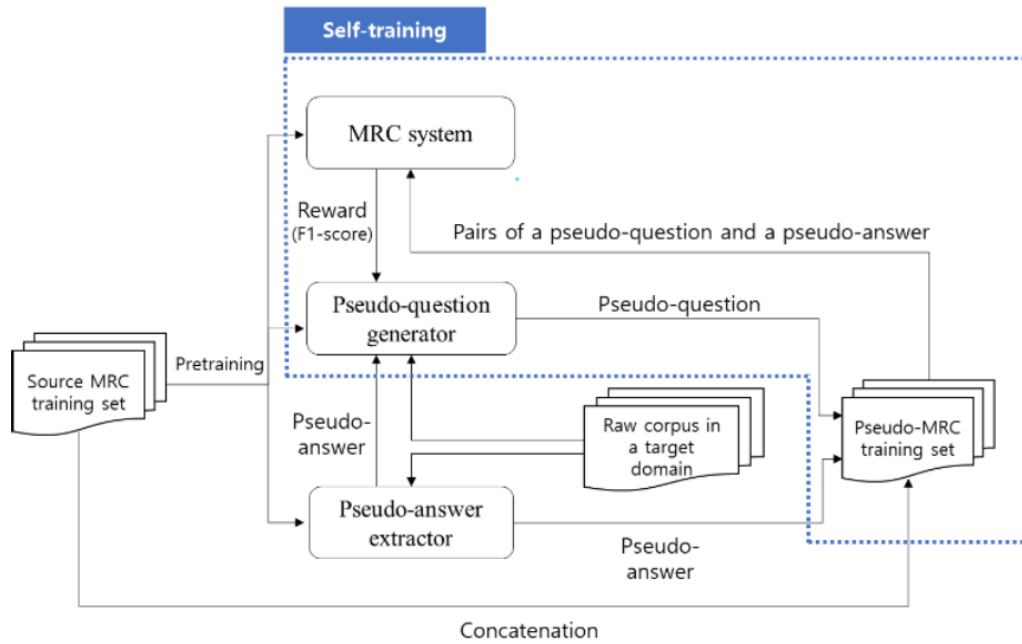 Self-training
MRC system
Reward
(F1-score)
Pairs of a pseudo-question and a pseudo-answer
Pseudo-question
generator
Pseudo-question
Source MRC
training set
Pretraining
Pseudo-
answer
Raw corpus in
a target
domain
Pseudo-MRC
training set
Pseudo-answer
extractor
Pseudo-
answer
Concatenation